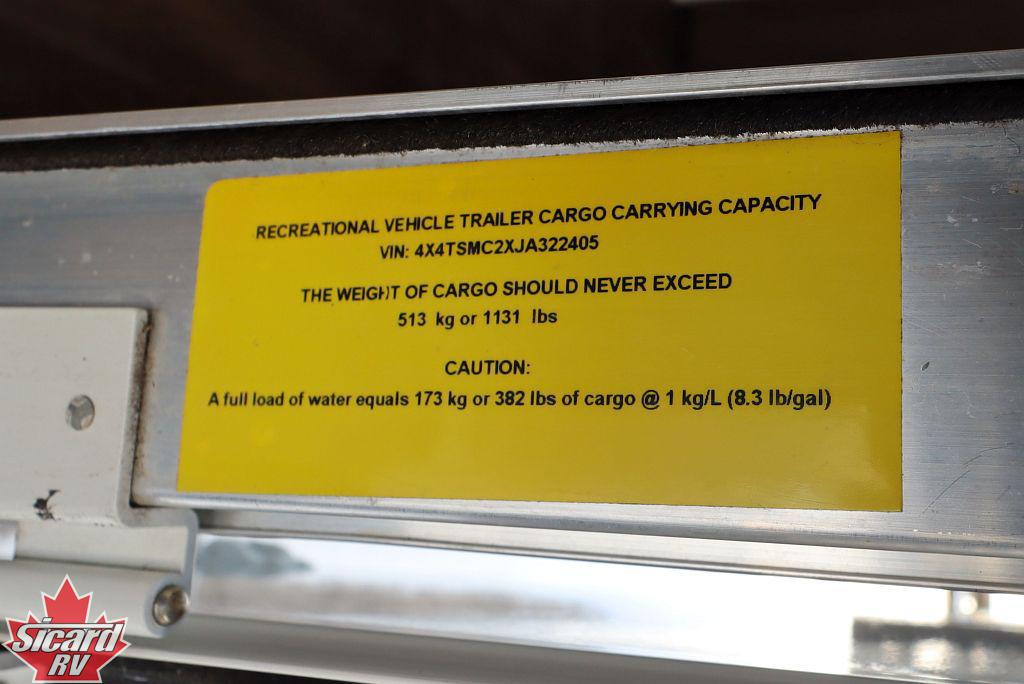 RECREATIONAL VEHICLE TRAILER CARGO CARRYING CAPACITY
VIN: 4X4TSMC2XJA322405
THE WEIGHT OF CARGO SHOULD NEVER EXCEED
513 kg or 1131 lbs
CAUTION:
A full load of water equals 173 kg or 382 lbs of cargo @ 1 kg/L (8.3 lb/gal)
Sicard
RV